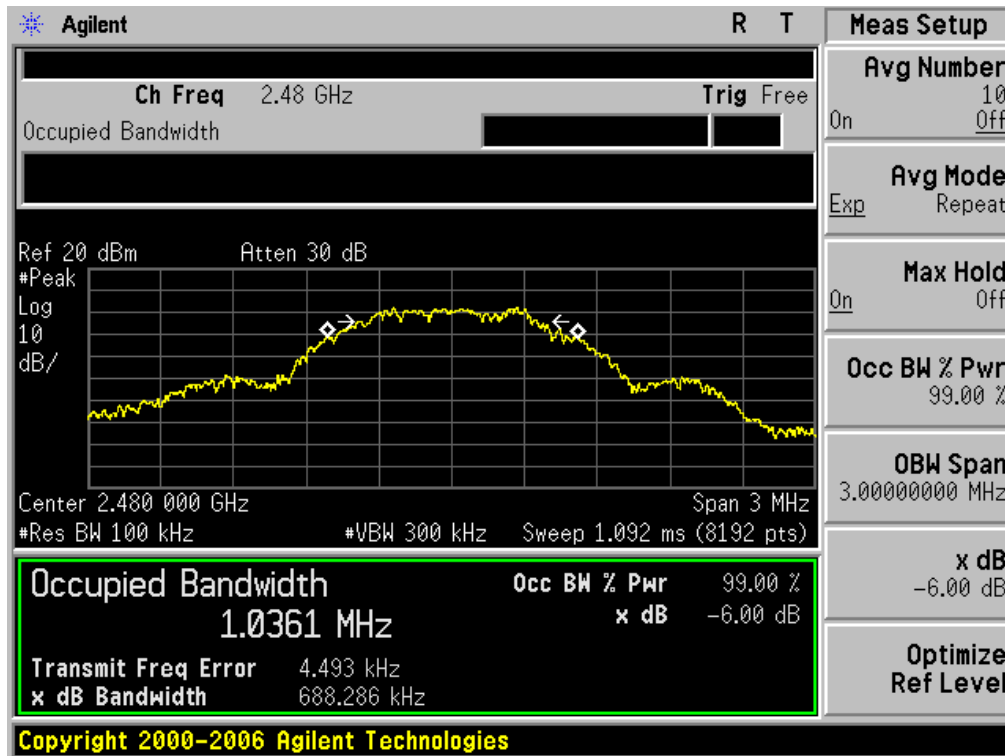 Agilent R T
Ch Freq 2.48 GHz Trig Free
Occupied Bandwidth
Ref 20 dBm Atten 30 dB
#Peak
Log
10
dB/
Center 2.480 000 GHz Span 3 MHz
#Res BW 100 kHz #VBW 300 kHz Sweep 1.092 ms (8192 pts)
Occupied Bandwidth Occ BW % Pwr 99.00 %
1.0361 MHz x dB -6.00 dB
Transmit Freq Error 4.493 kHz
x dB Bandwidth 688.286 kHz
Copyright 2000-2006 Agilent Technologies
Meas Setup
Avg Number
10
On Off
Avg Mode
Exp Repeat
Max Hold
On Off
Occ BW % Pwr
99.00 %
OBW Span
3.00000000 MHz
x dB
-6.00 dB
Optimize
Ref Level